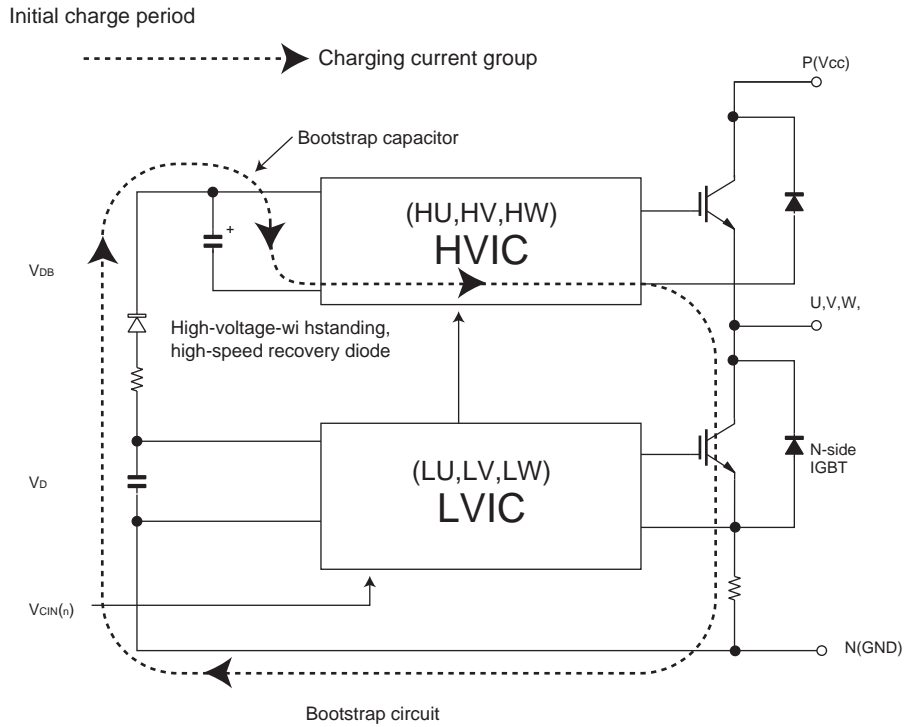 Initial charge period
Charging current group
P(Vcc)
Bootstrap capacitor
+
(HU,HV,HW)
HVIC
VDB
U,V,W,
High-voltage-wi hstanding,
high-speed recovery diode
(LU,LV,LW)
LVIC
N-side
IGBT
VD
VCIN(n)
N(GND)
Bootstrap circuit